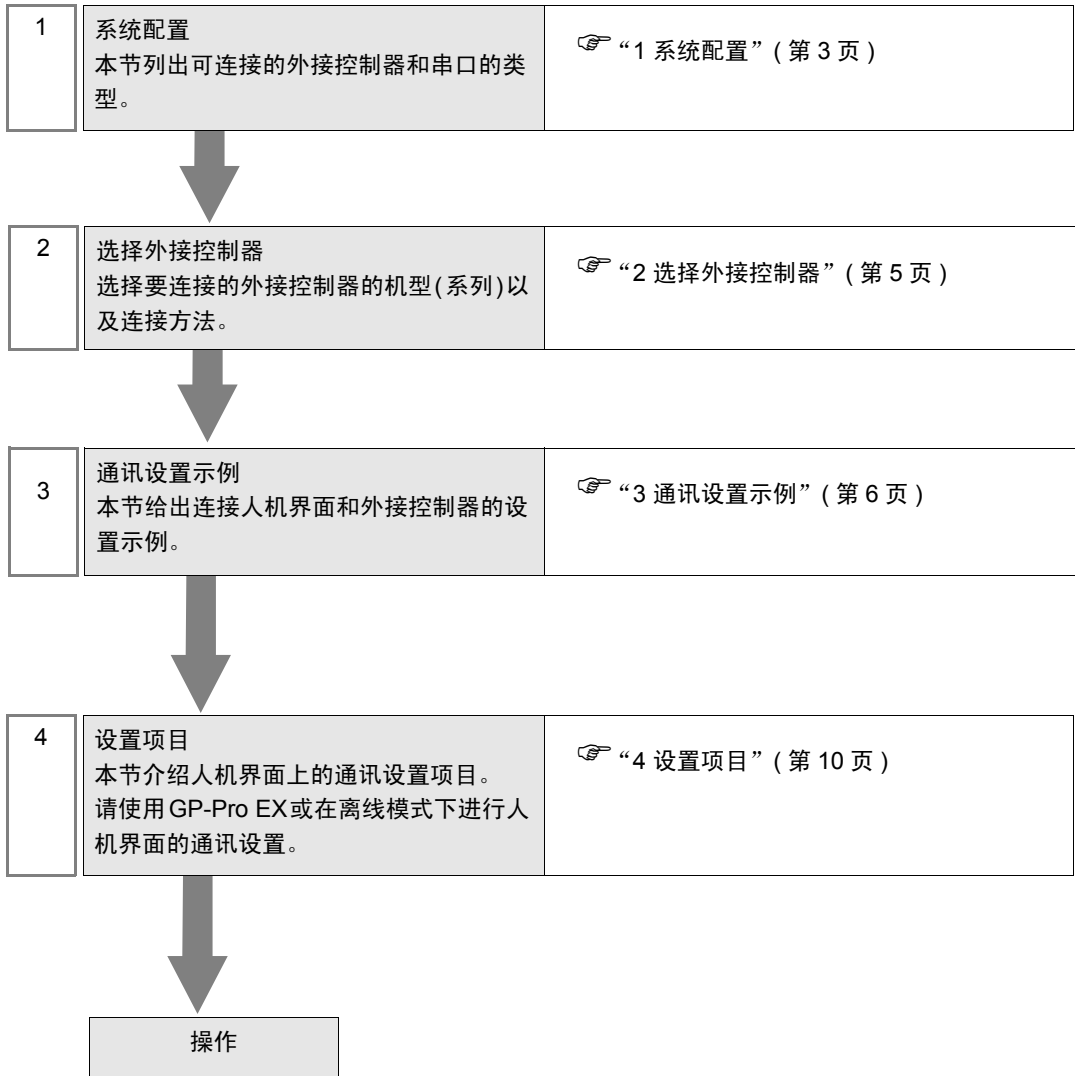 1
系统配置
本节列出可连接的外接控制器和串口的类
型。
☞ “1 系统配置” ( 第 3 页 )
2
选择外接控制器
选择要连接的外接控制器的机型(系列)以
及连接方法。
☞ “2 选择外接控制器” ( 第 5 页 )
3
通讯设置示例
本节给出连接人机界面和外接控制器的设
置示例。
☞ “3 通讯设置示例” ( 第 6 页 )
4
设置项目
本节介绍人机界面上的通讯设置项目。
请使用GP-Pro EX或在离线模式下进行人
机界面的通讯设置。
☞ “4 设置项目” ( 第 10 页 )
操作